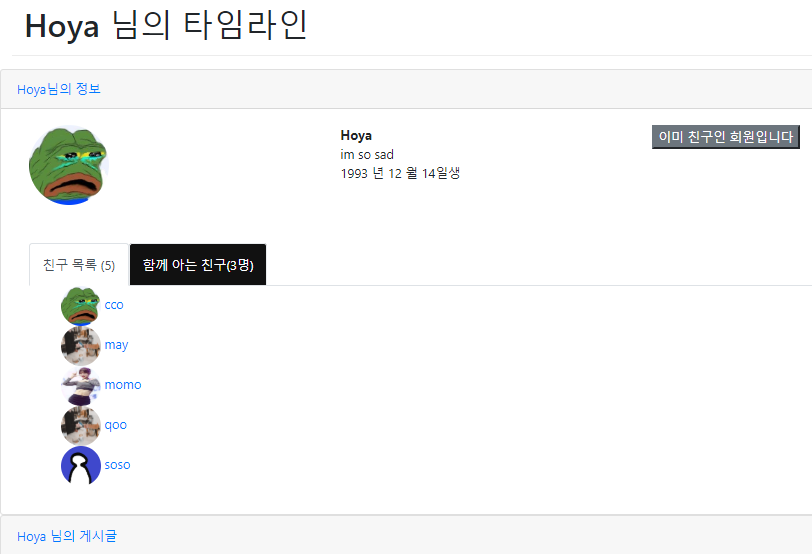 Hoya 님의 타임라인
Hoya님의 정보
Hoya
이미 친구인 회원입니다
im so sad
1993 년 12 월 14일생
친구 목록 (5) 함께 아는 친구(3명)
cco
may
momo
qoo
soso
Hoya 님의 게시글